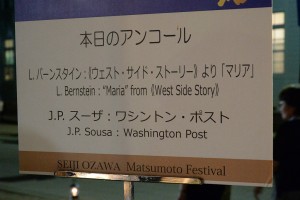 本日のアンコール
L. バーンスタイン：《ウェスト・サイド・ストーリー》より「マリア」
L. Bernstein : "Maria" from《West Side Story》
J.P. スーザ：ワシントン・ポスト
J.P. Sousa : Washington Post
SEIJI OZAWA Matsumoto Festival